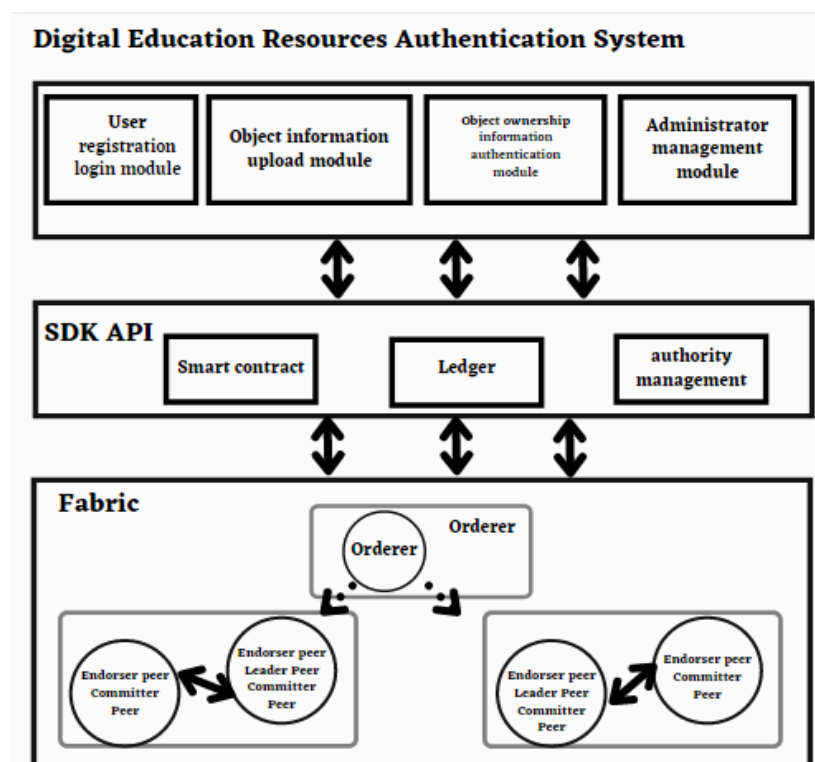 Digital Education Resources Authentication System
User
registration
login module
Object information
upload module
Object ownership
information
authentication
module
Administrator
management
module
SDK API
Smart contract
Ledger
authority
management
Fabric
Orderer
Orderer
Endorser peer
Committer
Peer
Endorser peer
Leader Peer
Committer
Peer
Endorser peer
Leader Peer
Committer
Peer
Endorser peer
Committer
Peer